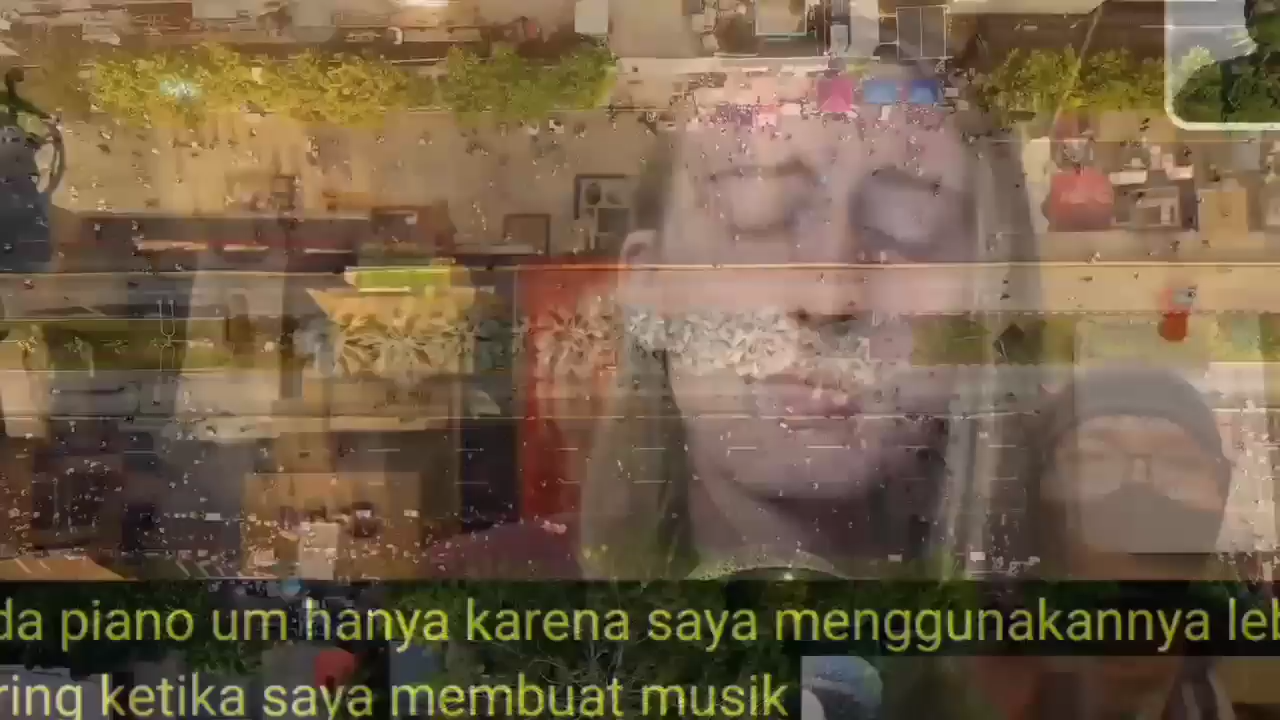 da piano um hanya karena saya menggunakannya leb
ring ketika saya membuat musik